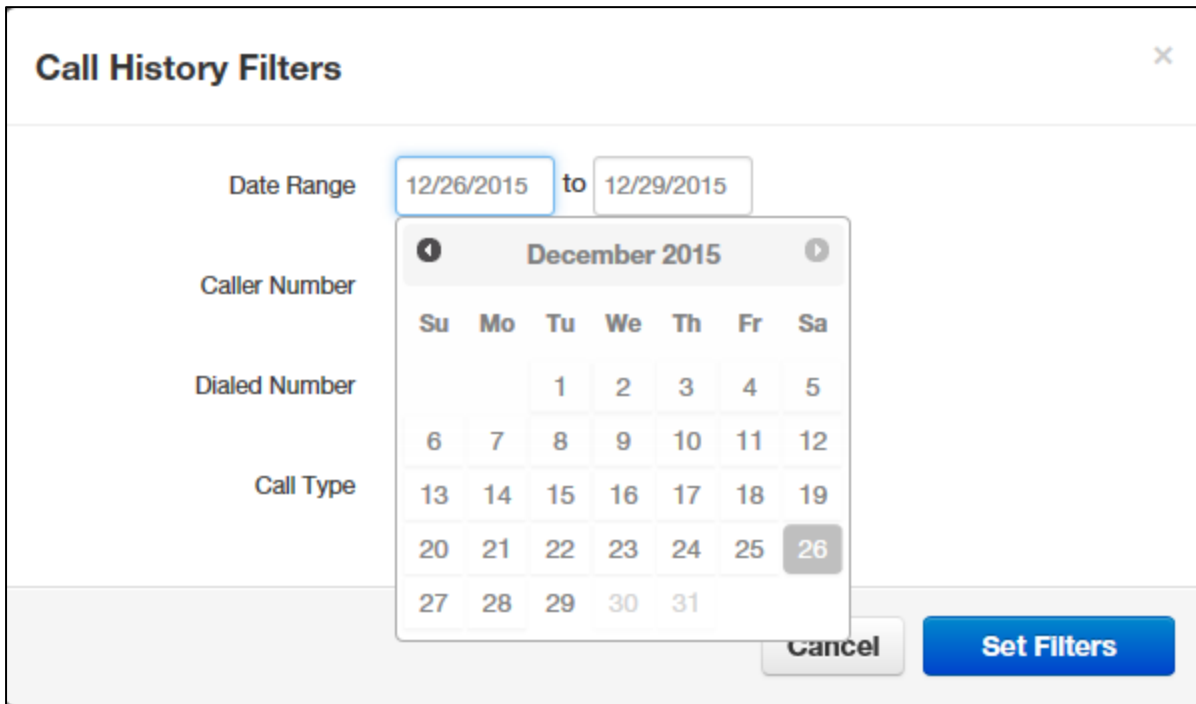 Call History Filters ×
Date Range 12/26/2015 to 12/29/2015
December 2015
Caller Number
Su Mo Tu We Th Fr Sa
Dialed Number 1 2 3 4 5
6 7 8 9 10 11 12
Call Type 13 14 15 16 17 18 19
20 21 22 23 24 25 26
27 28 29 30 31
Cancel Set Filters